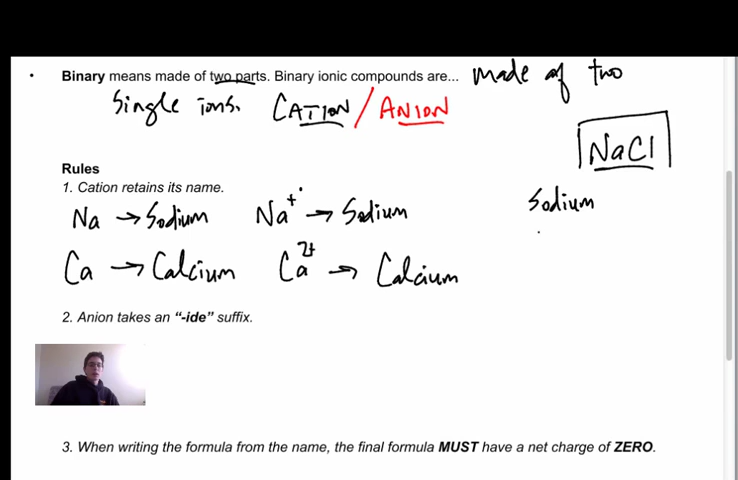 • Binary means made of two parts. Binary ionic compounds are... made of two
single ions. CATION / ANION
NaCl
Rules
1. Cation retains its name.
Na → Sodium Na⁺ → Sodium Sodium
Ca → Calcium Ca²⁺ → Calcium
2. Anion takes an “-ide” suffix.
3. When writing the formula from the name, the final formula MUST have a net charge of ZERO.